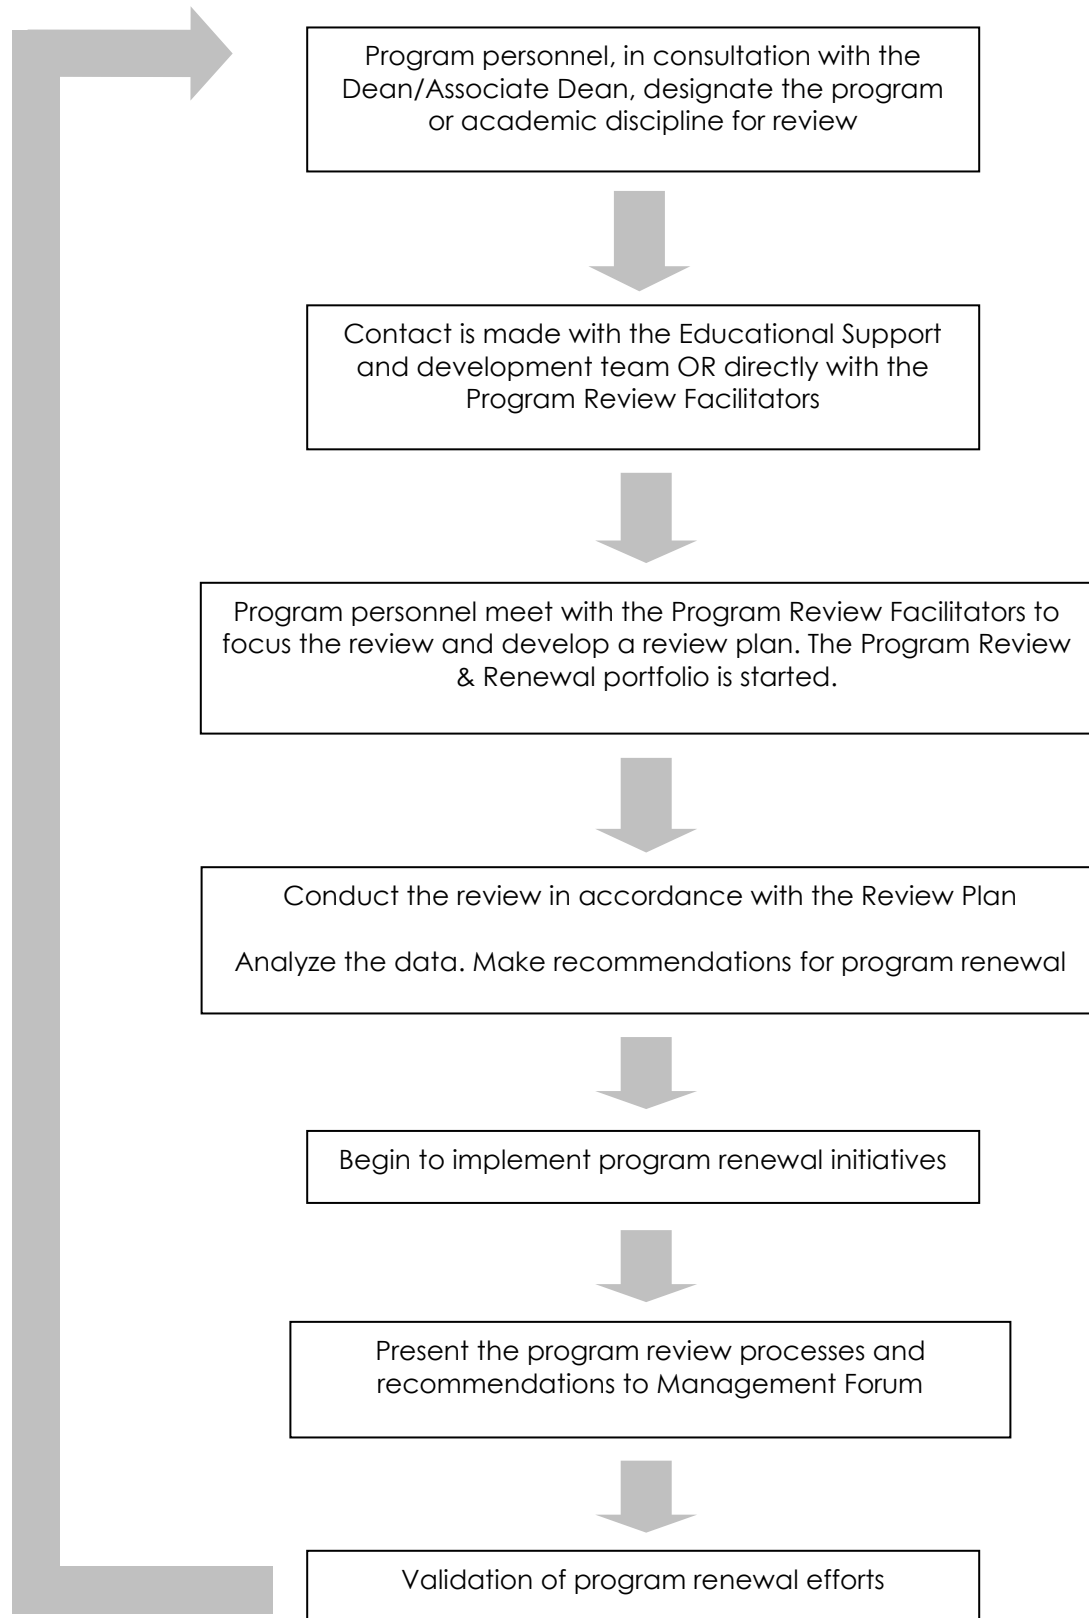 Program personnel, in consultation with the
Dean/Associate Dean, designate the program
or academic discipline for review
Contact is made with the Educational Support
and development team OR directly with the
Program Review Facilitators
Program personnel meet with the Program Review Facilitators to
focus the review and develop a review plan. The Program Review
& Renewal portfolio is started.
Conduct the review in accordance with the Review Plan
Analyze the data. Make recommendations for program renewal
Begin to implement program renewal initiatives
Present the program review processes and
recommendations to Management Forum
Validation of program renewal efforts